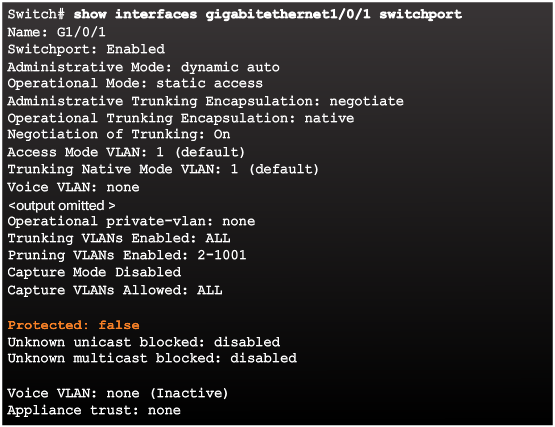 Switch# show interfaces gigabitethernet1/0/1 switchport
Name: G1/0/1
Switchport: Enabled
Administrative Mode: dynamic auto
Operational Mode: static access
Administrative Trunking Encapsulation: negotiate
Operational Trunking Encapsulation: native
Negotiation of Trunking: On
Access Mode VLAN: 1 (default)
Trunking Native Mode VLAN: 1 (default)
Voice VLAN: none
<output omitted >
Operational private-vlan: none
Trunking VLANs Enabled: ALL
Pruning VLANs Enabled: 2-1001
Capture Mode Disabled
Capture VLANs Allowed: ALL
Protected: false
Unknown unicast blocked: disabled
Unknown multicast blocked: disabled
Voice VLAN: none (Inactive)
Appliance trust: none